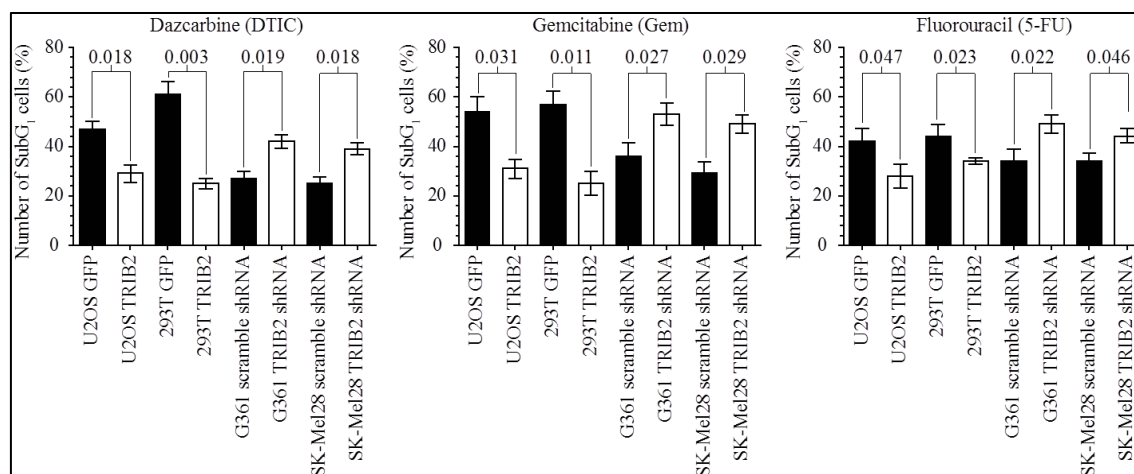 Dazcarbine (DTIC)
Number of SubG1 cells (%)
80
60
40
20
0
0.018
0.003
0.019
0.018
U2OS GFP
U2OS TRIB2
293T GFP
293T TRIB2
G361 scramble shRNA
G361 TRIB2 shRNA
SK-Mel28 scramble shRNA
SK-Mel28 TRIB2 shRNA
Gemcitabine (Gem)
Number of SubG1 cells (%)
80
60
40
20
0
0.031
0.011
0.027
0.029
U2OS GFP
U2OS TRIB2
293T GFP
293T TRIB2
G361 scramble shRNA
G361 TRIB2 shRNA
SK-Mel28 scramble shRNA
SK-Mel28 TRIB2 shRNA
Fluorouracil (5-FU)
Number of SubG1 cells (%)
80
60
40
20
0
0.047
0.023
0.022
0.046
U2OS GFP
U2OS TRIB2
293T GFP
293T TRIB2
G361 scramble shRNA
G361 TRIB2 shRNA
SK-Mel28 scramble shRNA
SK-Mel28 TRIB2 shRNA